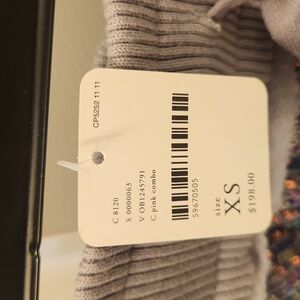 CP5252 11 11
C 8120
S 0000063
V OB1245791
C pink combo
59670505
size
XS
$198.00